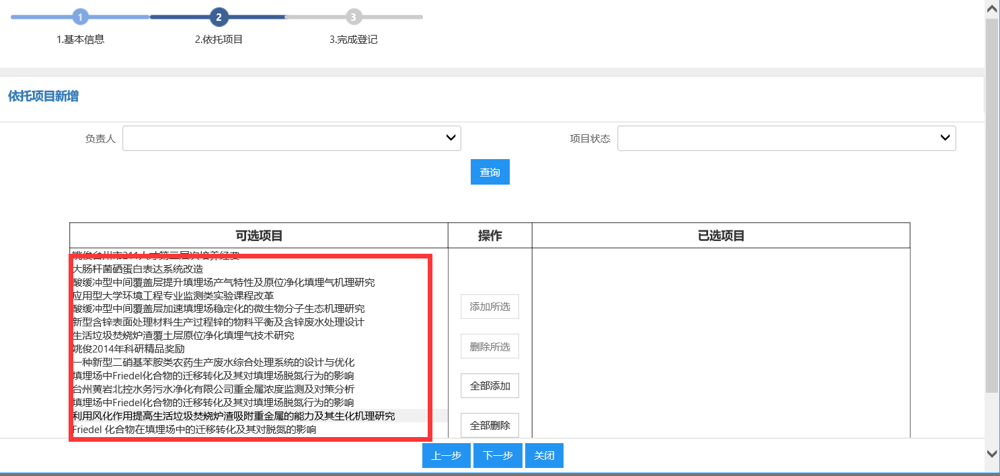 1 2 3
1.基本信息 2.依托项目 3.完成登记
依托项目新增
负责人 项目状态
查询
可选项目 操作 已选项目
姚俊台州市211人才第三层次培养经费
大肠杆菌硒蛋白表达系统改造
酸缓冲型中间覆盖层提升填埋场产气特性及原位净化填埋气机理研究
应用型大学环境工程专业监测类实验课程改革
酸缓冲型中间覆盖层加速填埋场稳定化的微生物分子生态机理研究
新型含锌表面处理材料生产过程锌的物料平衡及含锌废水处理设计
生活垃圾焚烧炉渣覆土层原位净化填埋气技术研究
姚俊2014年科研精品奖励
一种新型二硝基苯胺类农药生产废水综合处理系统的设计与优化
填埋场中Friedel化合物的迁移转化及其对填埋场脱氮行为的影响
台州黄岩北控水务污水净化有限公司重金属浓度监测及对策分析
填埋场中Friedel化合物的迁移转化及其对填埋场脱氮行为的影响
利用风化作用提高生活垃圾焚烧炉渣吸附重金属的能力及其生化机理研究
Friedel 化合物在填埋场中的迁移转化及其对脱氮的影响
添加所选
删除所选
全部添加
全部删除
上一步 下一步 关闭